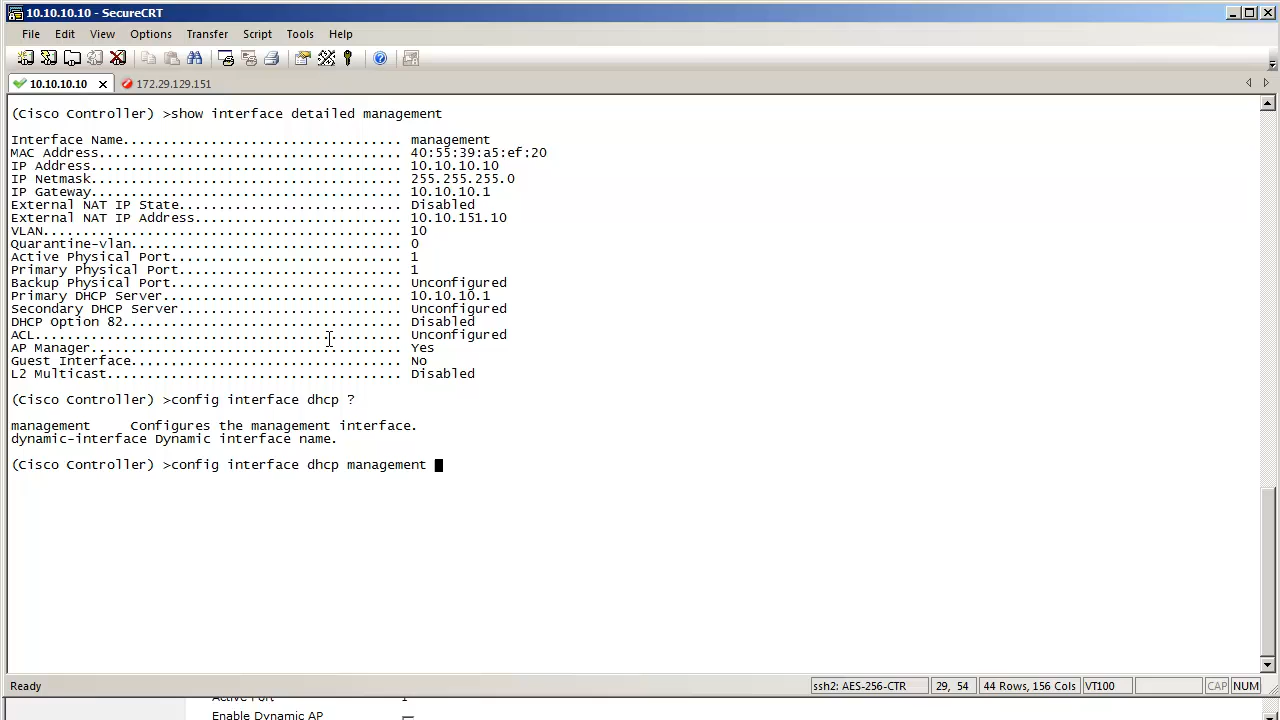 10.10.10.10 - SecureCRT
File Edit View Options Transfer Script Tools Help
10.10.10.10 172.29.129.151
(Cisco Controller) >show interface detailed management
Interface Name................................... management
MAC Address...................................... 40:55:39:a5:ef:20
IP Address....................................... 10.10.10.10
IP Netmask....................................... 255.255.255.0
IP Gateway....................................... 10.10.10.1
External NAT IP State............................ Disabled
External NAT IP Address.......................... 10.10.151.10
VLAN............................................. 10
Quarantine-vlan.................................. 0
Active Physical Port............................. 1
Primary Physical Port............................ 1
Backup Physical Port............................. Unconfigured
Primary DHCP Server.............................. 10.10.10.1
Secondary DHCP Server............................ Unconfigured
DHCP Option 82................................... Disabled
ACL.............................................. Unconfigured
AP Manager....................................... Yes
Guest Interface.................................. No
L2 Multicast..................................... Disabled
(Cisco Controller) >config interface dhcp ?
management     Configures the management interface.
dynamic-interface Dynamic interface name.
(Cisco Controller) >config interface dhcp management
Ready ssh2: AES-256-CTR 29, 54 44 Rows, 156 Cols VT100 CAP NUM
Active Port 1
Enable Dynamic AP